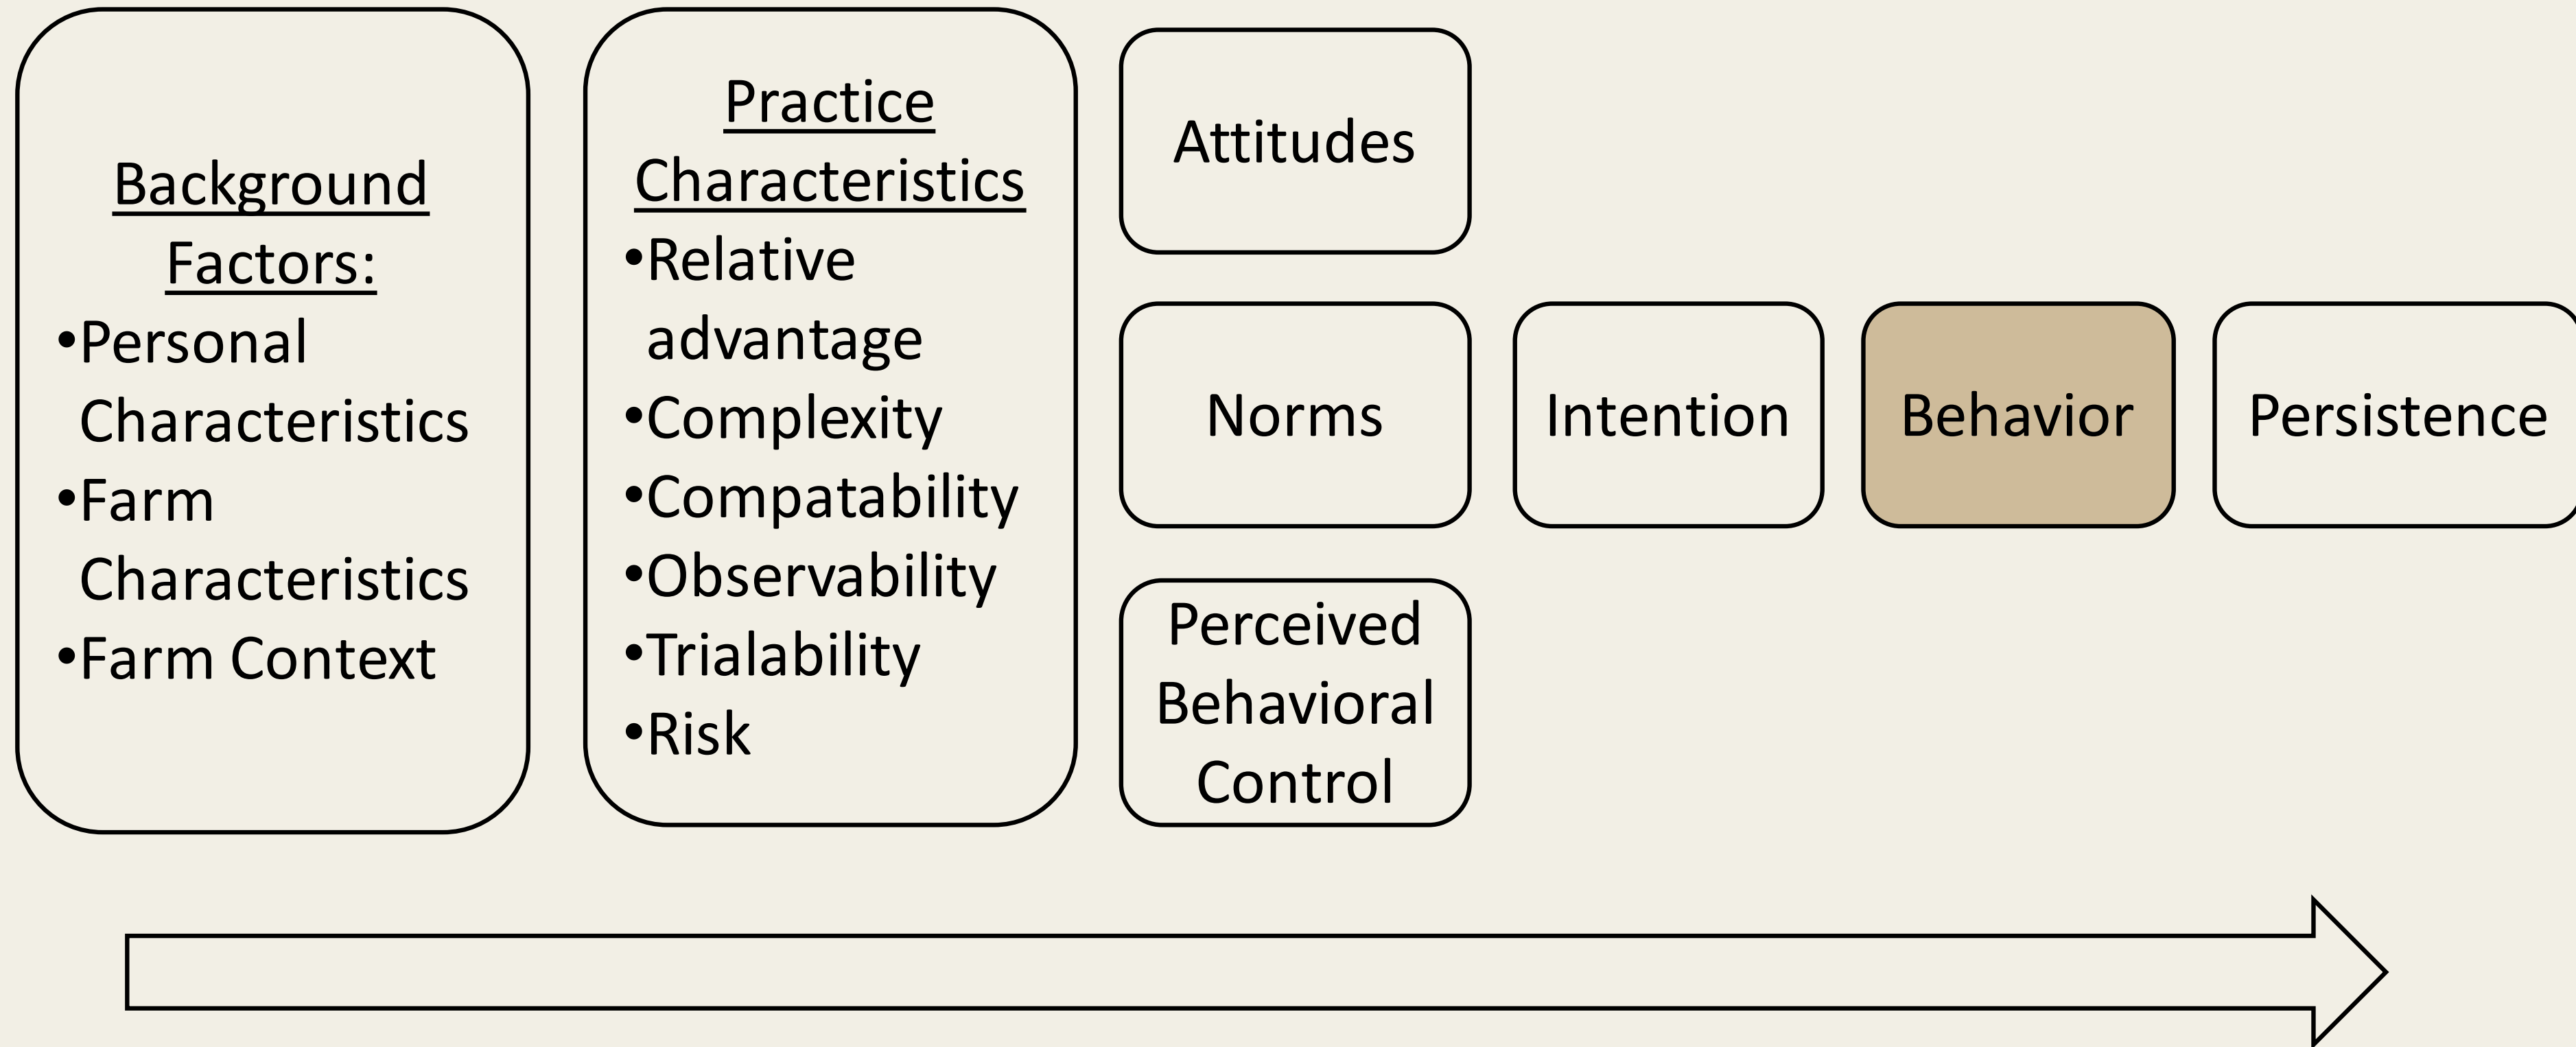 Background
Factors:
•Personal
Characteristics
•Farm
Characteristics
•Farm Context
Practice
Characteristics
•Relative
advantage
•Complexity
•Compatability
•Observability
•Trialability
•Risk
Attitudes
Norms
Perceived
Behavioral
Control
Intention
Behavior
Persistence